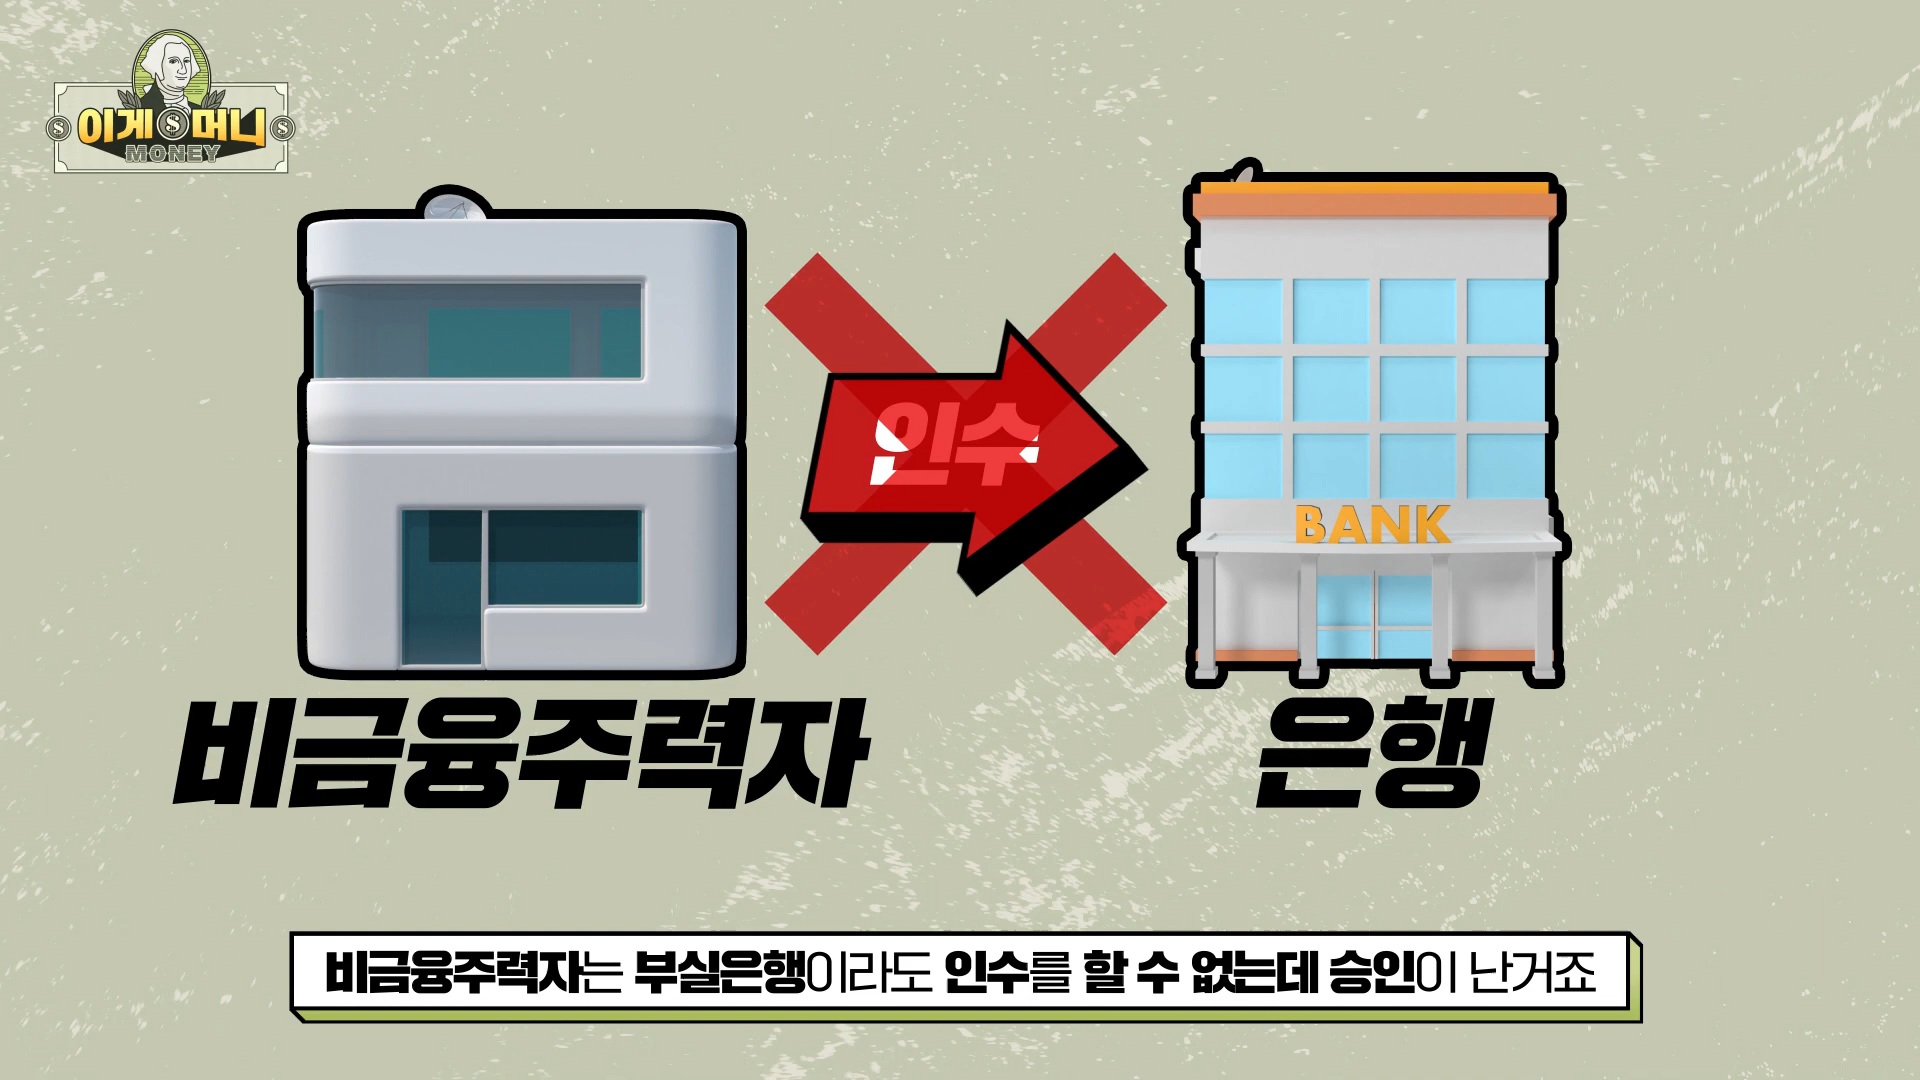 이게 머니
MONEY
인수
BANK
비금융주력자
은행
비금융주력자는 부실은행이라도 인수를 할 수 없는데 승인이 난거죠